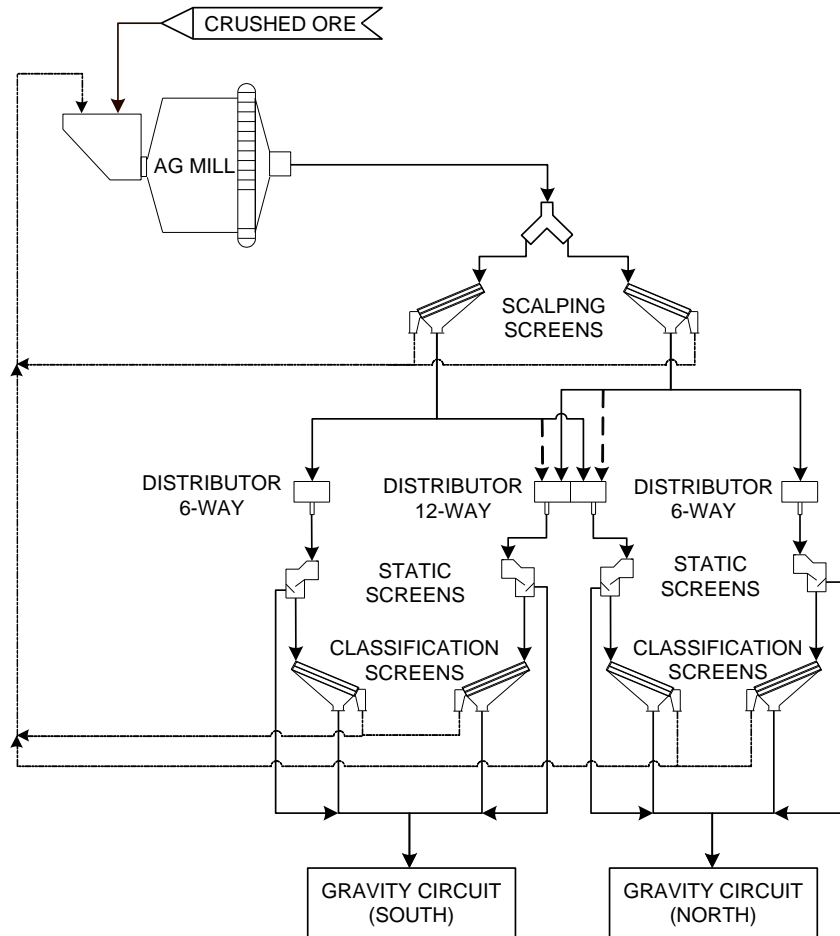 CRUSHED ORE
AG MILL
SCALPING
SCREENS
DISTRIBUTOR
6-WAY
DISTRIBUTOR
12-WAY
DISTRIBUTOR
6-WAY
STATIC
SCREENS
STATIC
SCREENS
CLASSIFICATION
SCREENS
CLASSIFICATION
SCREENS
GRAVITY CIRCUIT
(SOUTH)
GRAVITY CIRCUIT
(NORTH)